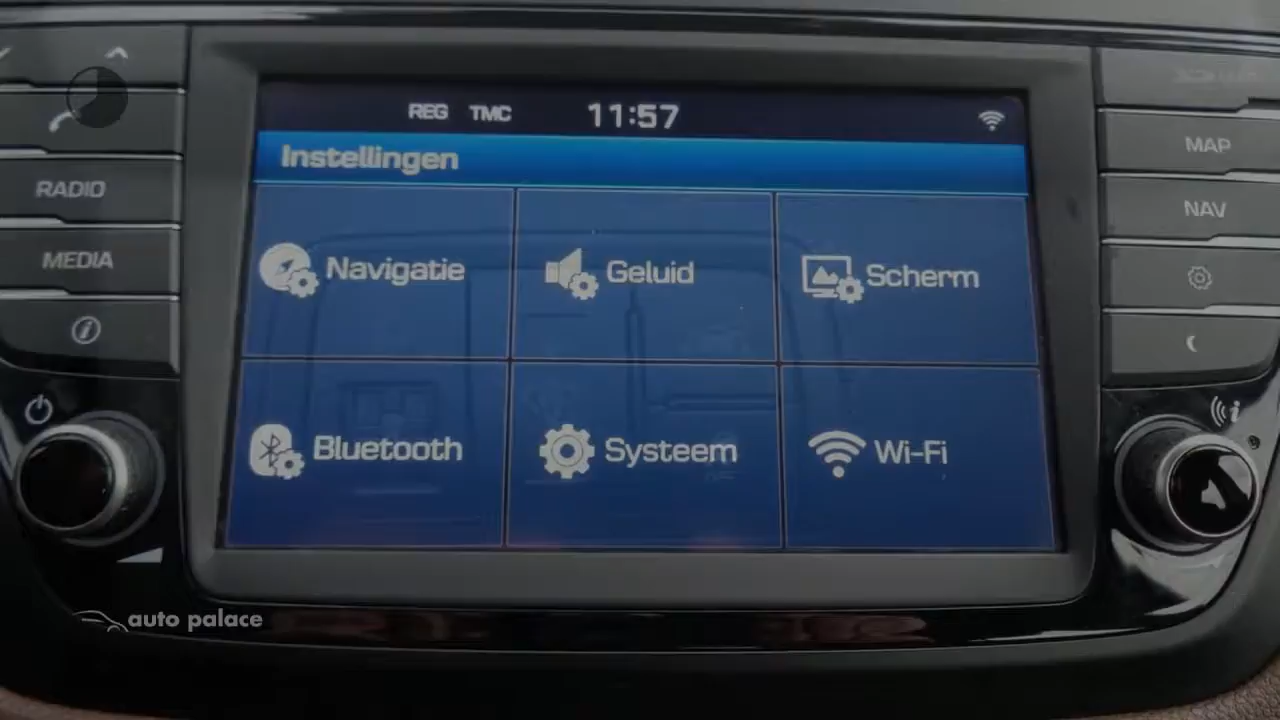 REG TMC 11:57
Instellingen
RADIO
MEDIA
MAP
NAV
Navigatie Geluid Scherm
Bluetooth Systeem Wi-Fi
auto palace